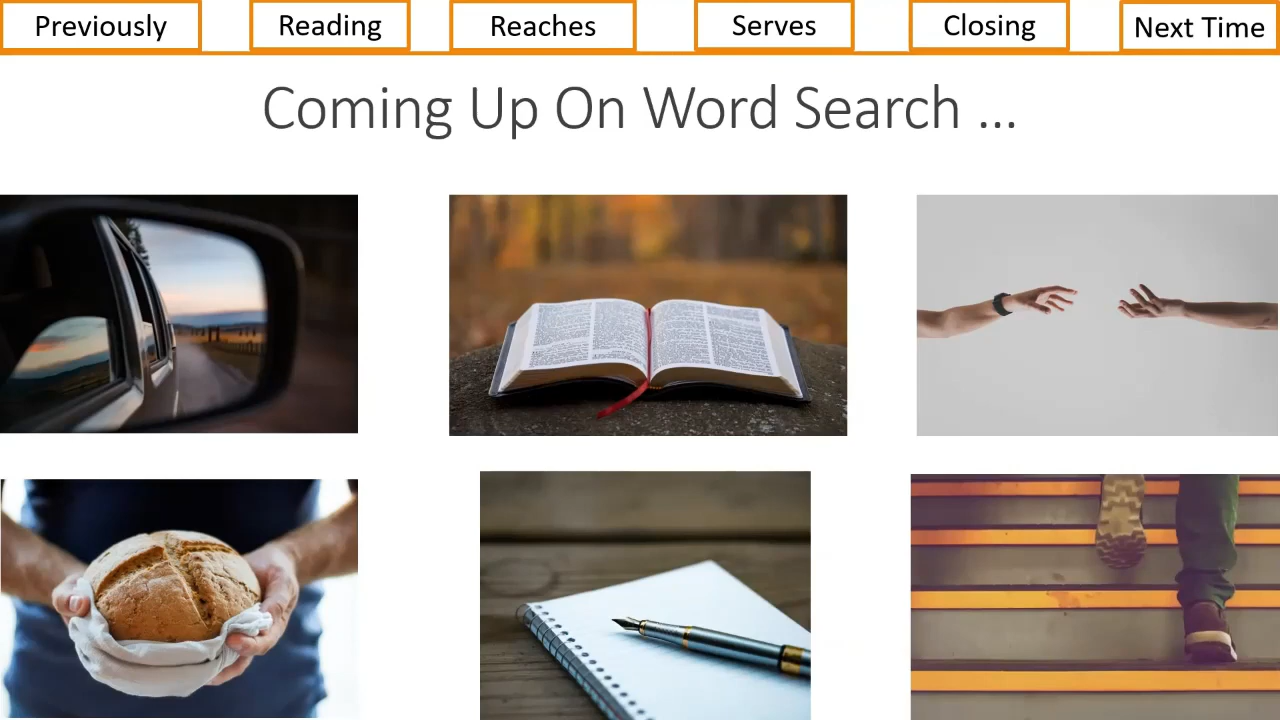 Previously
Reading
Reaches
Serves
Closing
Next Time
Coming Up On Word Search ...